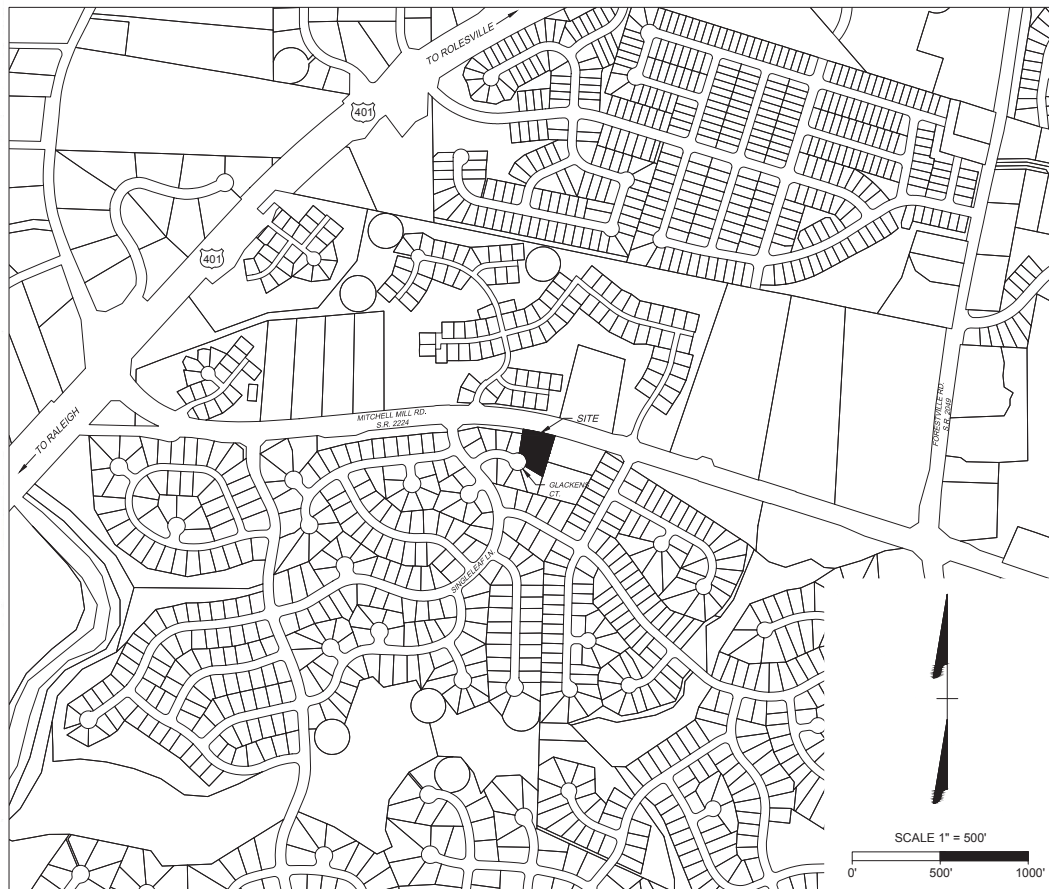 TO ROLESVILLE
401
401
TO RALEIGH
MITCHELL MILL RD.
S.R. 2224
SITE
FORESTVILLE RD.
S.R. 2049
GLACKENS
CT.
SINGLELEAF LN.
SCALE 1" = 500'
0' 500' 1000'